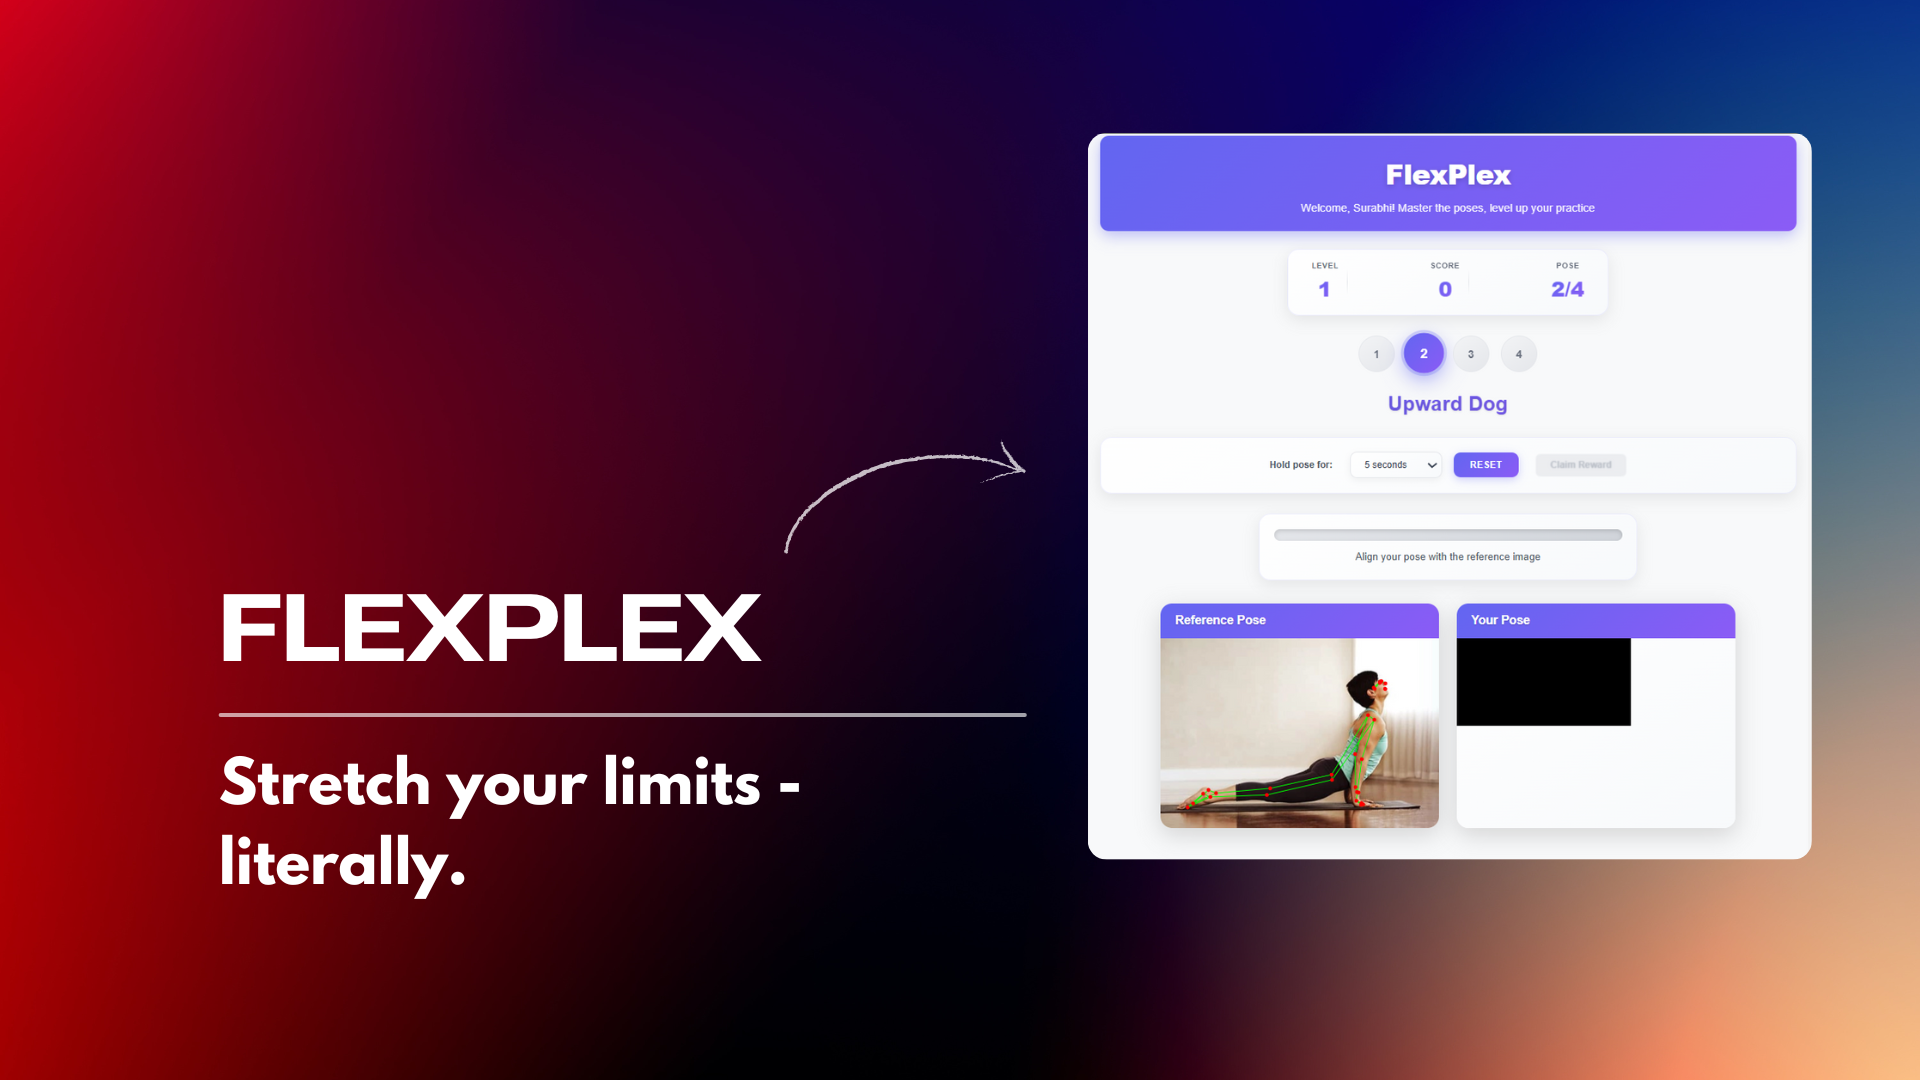 FLEXPLEX
Stretch your limits -
literally.
FlexPlex
Welcome, Surabhi! Master the poses, level up your practice
LEVEL SCORE POSE
1 0 2/4
1 2 3 4
Upward Dog
Hold pose for: 5 seconds RESET Claim Reward
Align your pose with the reference image
Reference Pose Your Pose